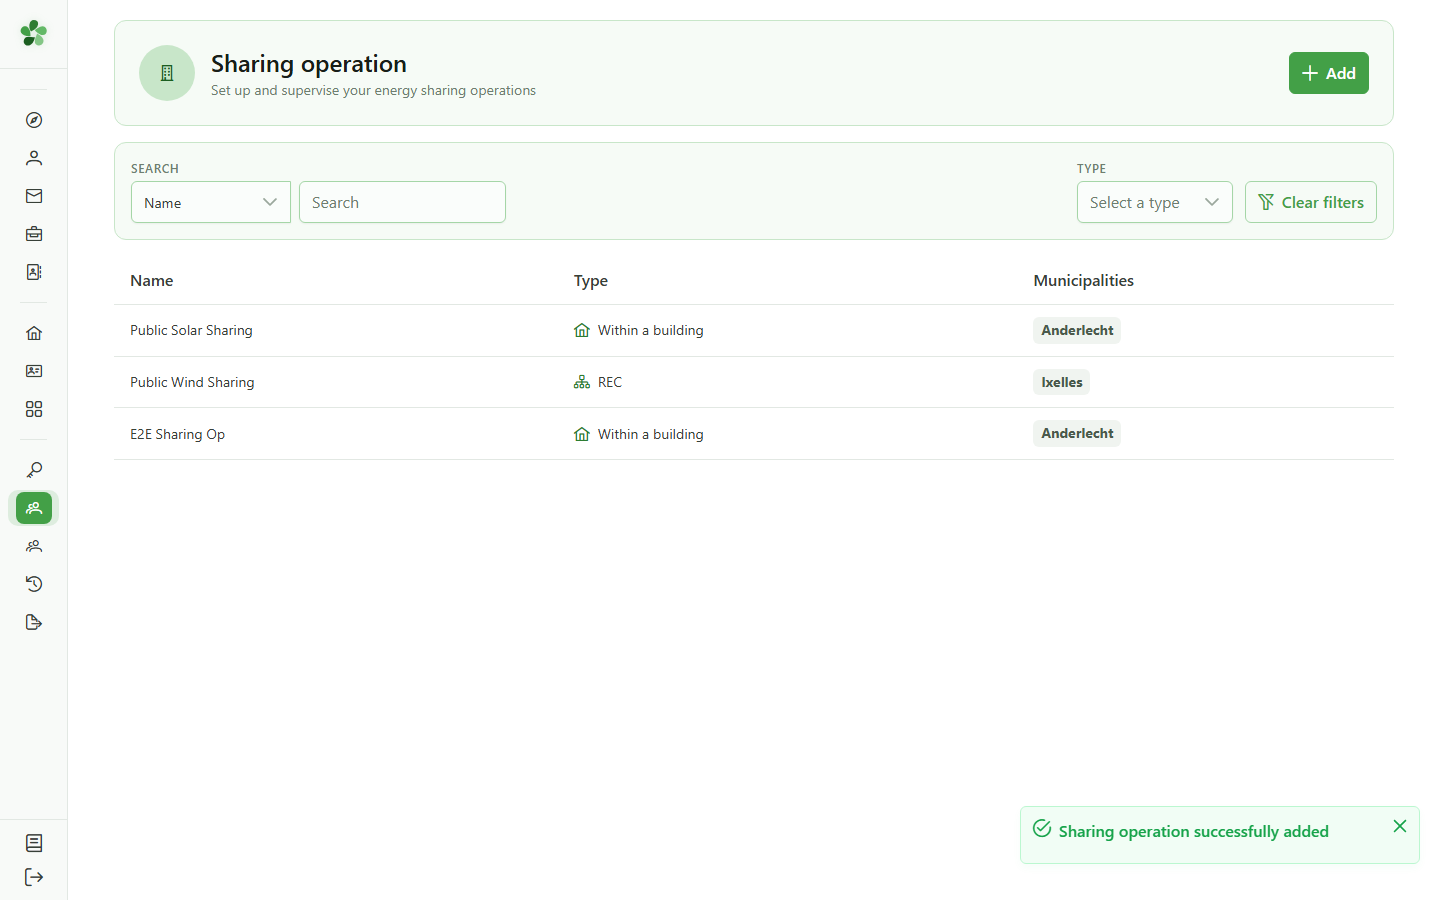 Sharing operation
Set up and supervise your energy sharing operations
Add
SEARCH
Name
Search
TYPE
Select a type
Clear filters
Name Type Municipalities
Public Solar Sharing Within a building Anderlecht
Public Wind Sharing REC Ixelles
E2E Sharing Op Within a building Anderlecht
Sharing operation successfully added